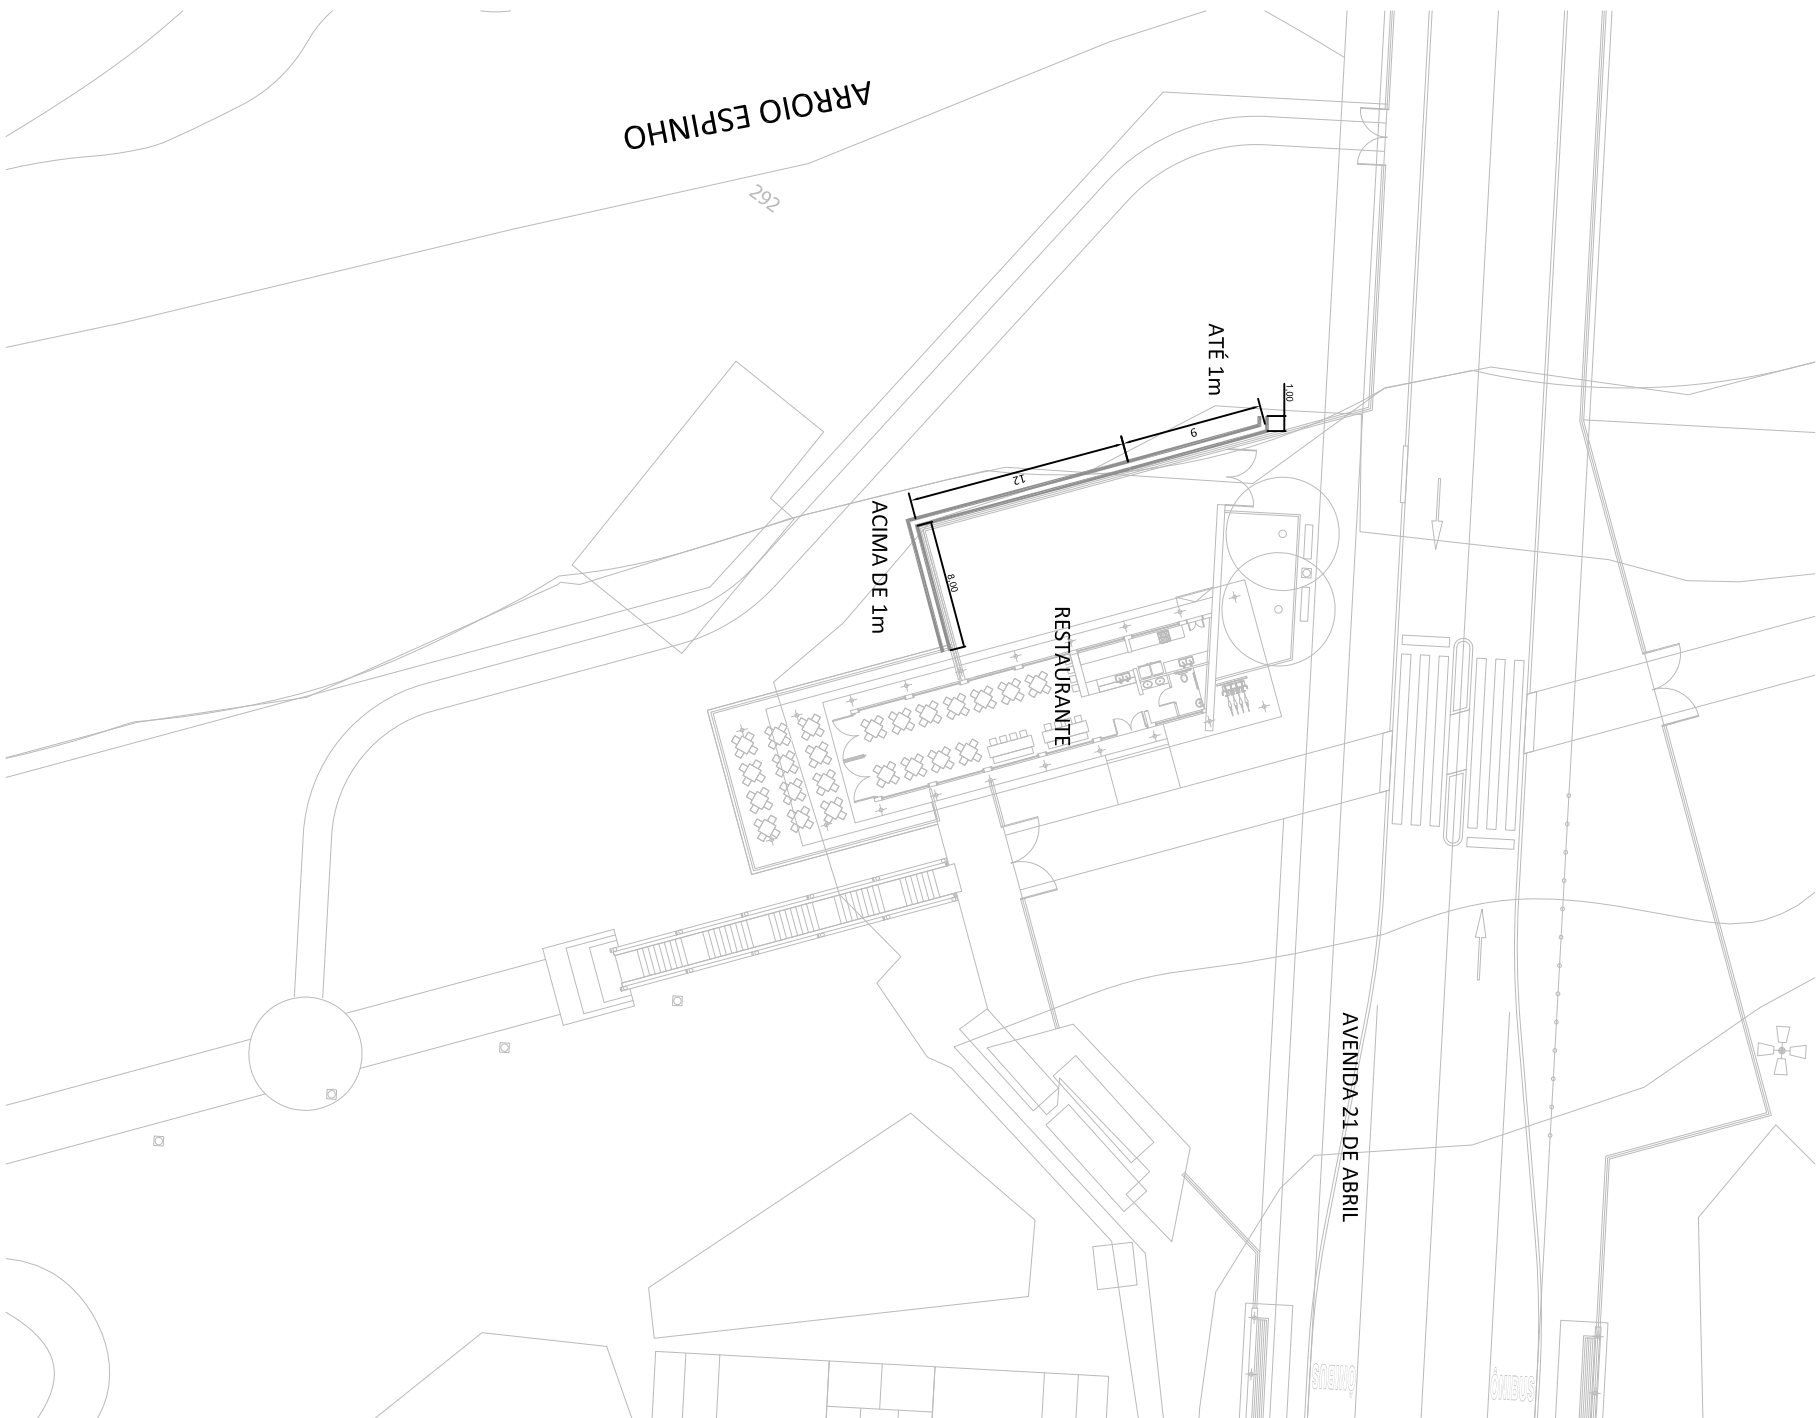 ARROIO ESPINHO
292
ATÉ 1m
1,00
9
12
ACIMA DE 1m
8,00
RESTAURANTE
AVENIDA 21 DE ABRIL
ÔNIBUS
ÔNIBUS